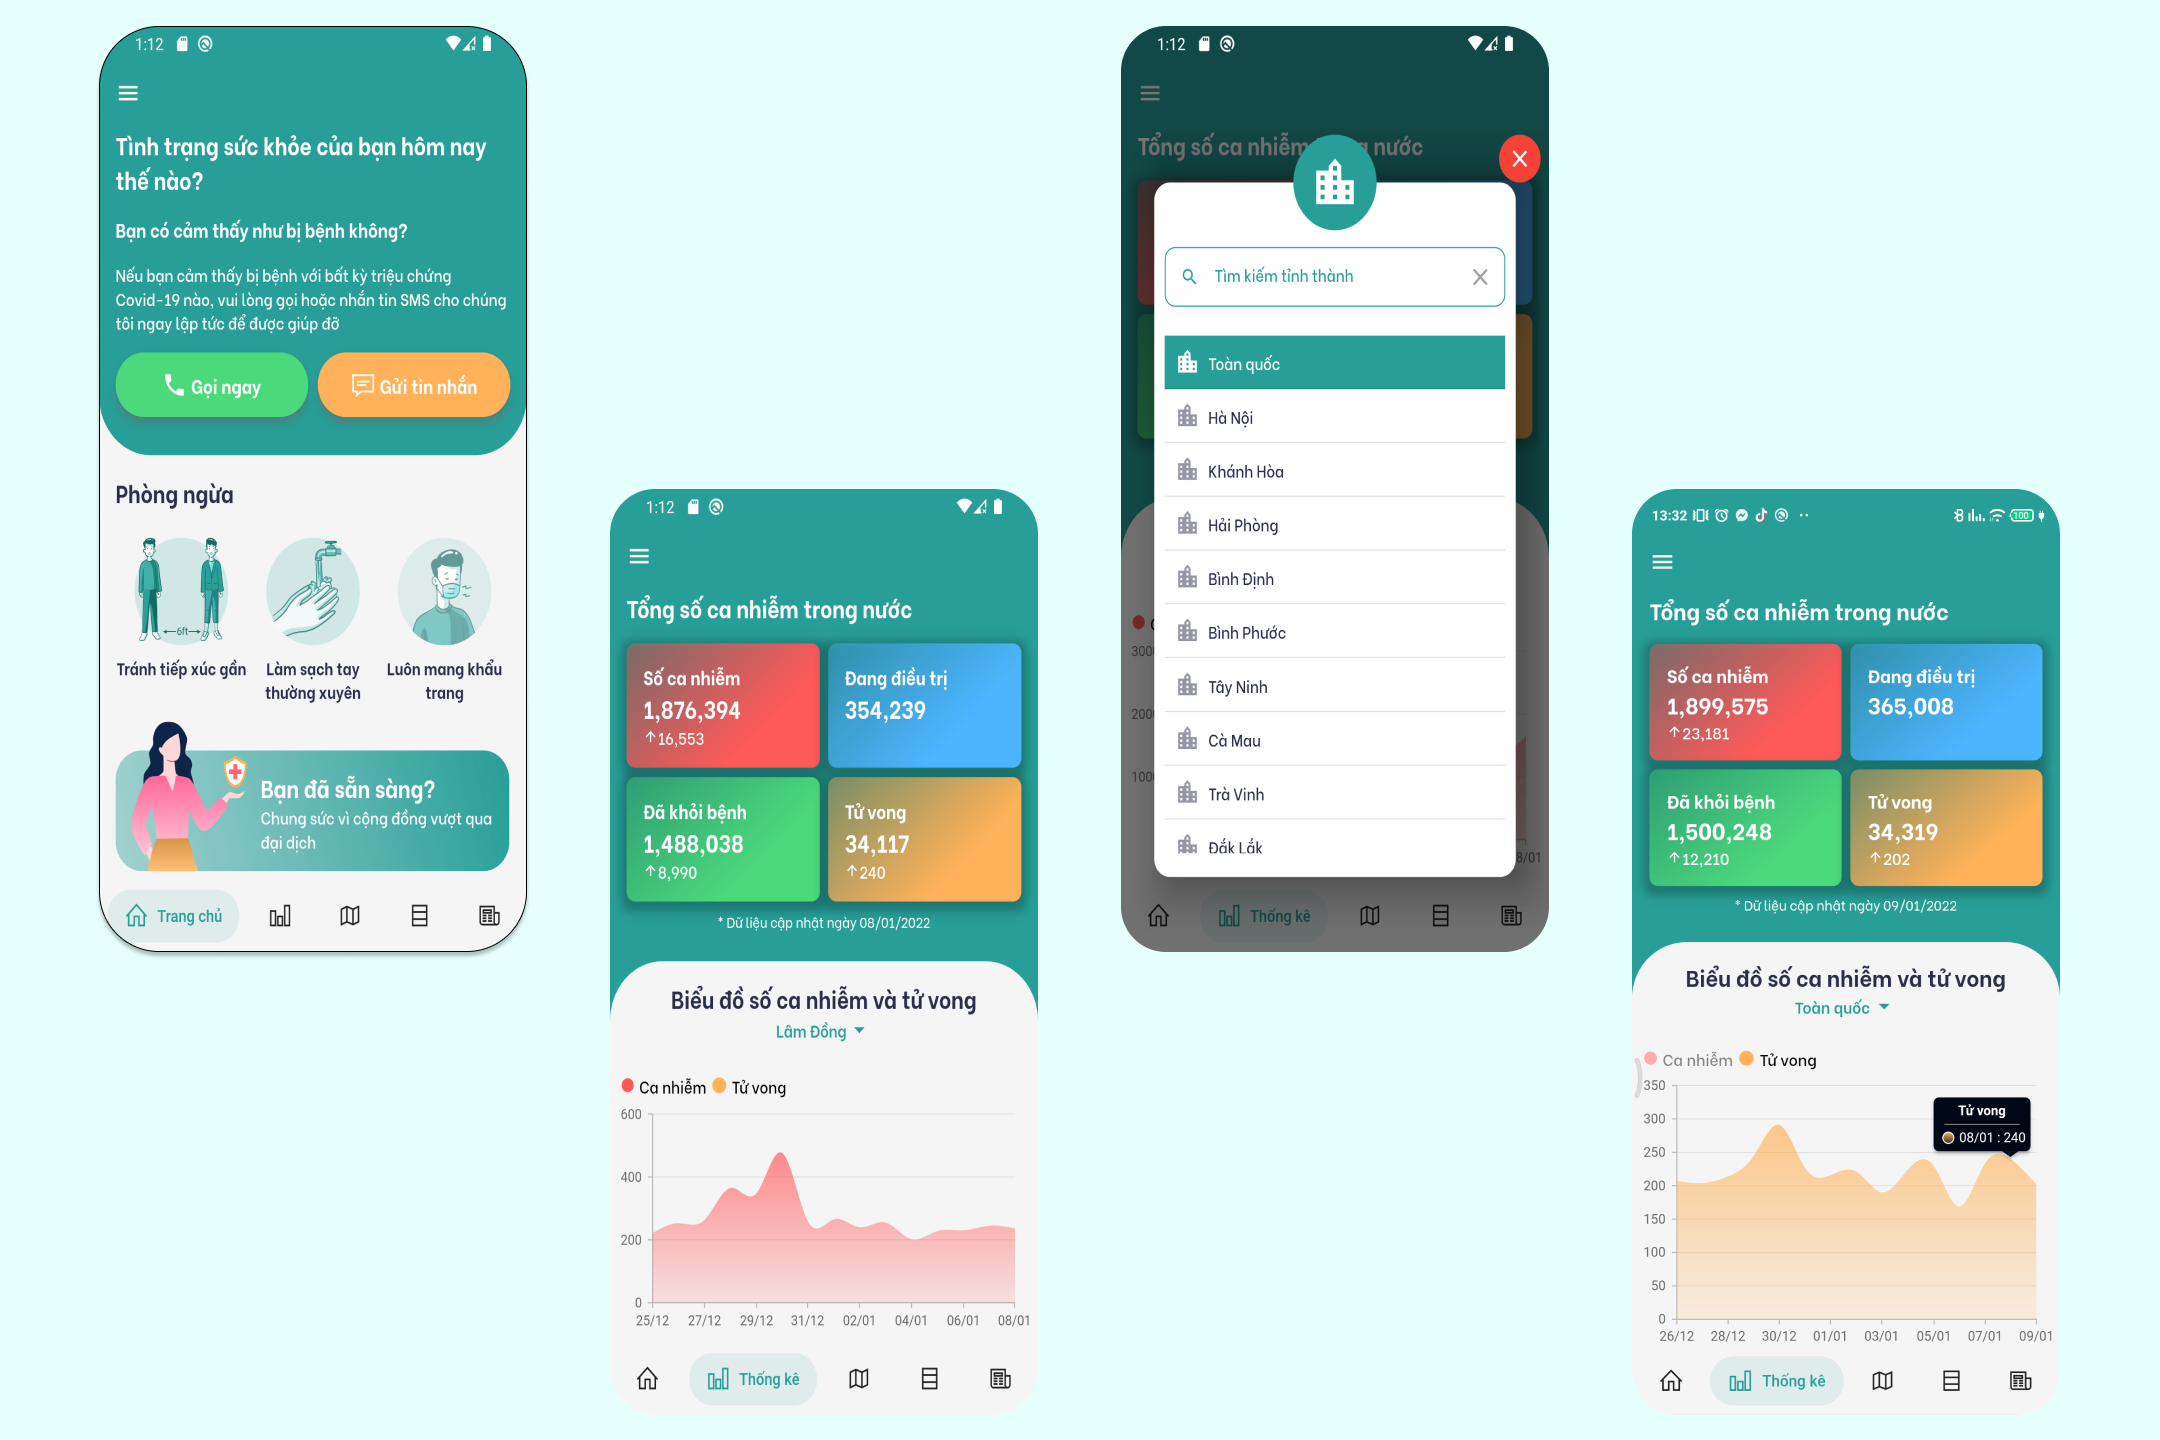 1:12
Tình trạng sức khỏe của bạn hôm nay
thế nào?
Bạn có cảm thấy như bị bệnh không?
Nếu bạn cảm thấy bị bệnh với bất kỳ triệu chứng
Covid-19 nào, vui lòng gọi hoặc nhắn tin SMS cho chúng
tôi ngay lập tức để được giúp đỡ
Gọi ngay
Gửi tin nhắn
Phòng ngừa
6ft
Tránh tiếp xúc gần
Làm sạch tay
thường xuyên
Luôn mang khẩu
trang
Bạn đã sẵn sàng?
Chung sức vì cộng đồng vượt qua
đại dịch
Trang chủ
1:12
Tổng số ca nhiễm trong nước
Số ca nhiễm
1,876,394
16,553
Đang điều trị
354,239
Đã khỏi bệnh
1,488,038
8,990
Tử vong
34,117
240
* Dữ liệu cập nhật ngày 08/01/2022
Biểu đồ số ca nhiễm và tử vong
Lâm Đồng
Ca nhiễm
Tử vong
600
400
200
0
25/12 27/12 29/12 31/12 02/01 04/01 06/01 08/01
Thống kê
1:12
Tổng số ca nhiễm
nước
Tìm kiếm tỉnh thành
Toàn quốc
Hà Nội
Khánh Hòa
Hải Phòng
Bình Định
Bình Phước
Tây Ninh
Cà Mau
Trà Vinh
Đắk Lắk
3000
2000
1000
8/01
Thống kê
13:32
100
Tổng số ca nhiễm trong nước
Số ca nhiễm
1,899,575
23,181
Đang điều trị
365,008
Đã khỏi bệnh
1,500,248
12,210
Tử vong
34,319
202
* Dữ liệu cập nhật ngày 09/01/2022
Biểu đồ số ca nhiễm và tử vong
Toàn quốc
Ca nhiễm
Tử vong
350
300
250
200
150
100
50
0
Tử vong
08/01 : 240
26/12 28/12 30/12 01/01 03/01 05/01 07/01 09/01
Thống kê